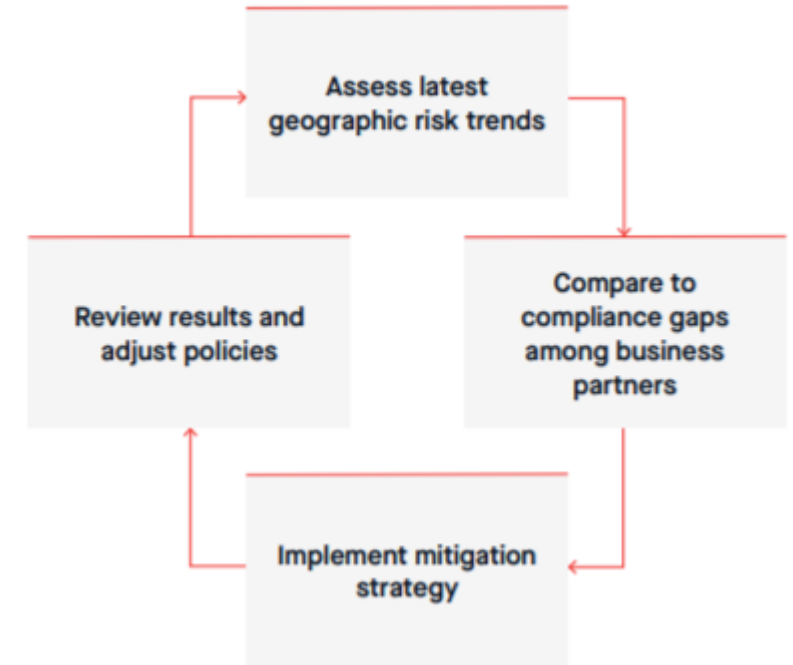 Assess latest
geographic risk trends
Compare to
compliance gaps
among business
partners
Implement mitigation
strategy
Review results and
adjust policies